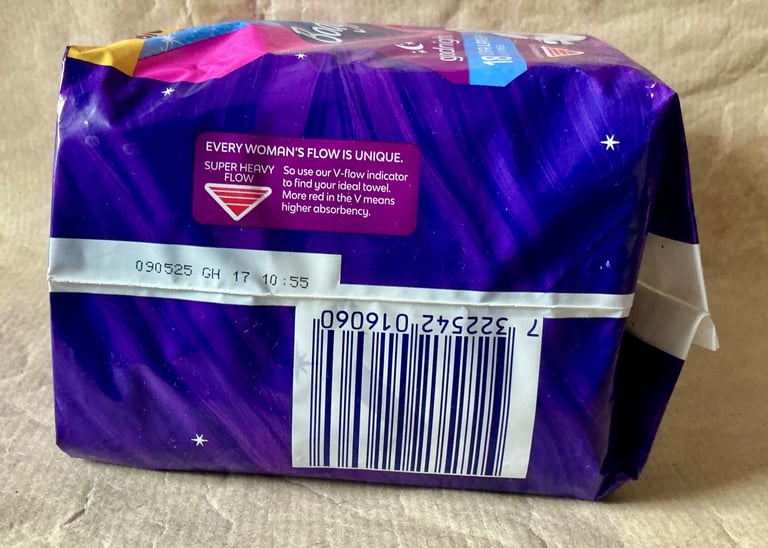 18
EVERY WOMAN'S FLOW IS UNIQUE.
SUPER HEAVY
FLOW
So use our V-flow indicator
to find your ideal towel.
More red in the V means
higher absorbency.
090525 GH 17 10:55
7 322542 016060